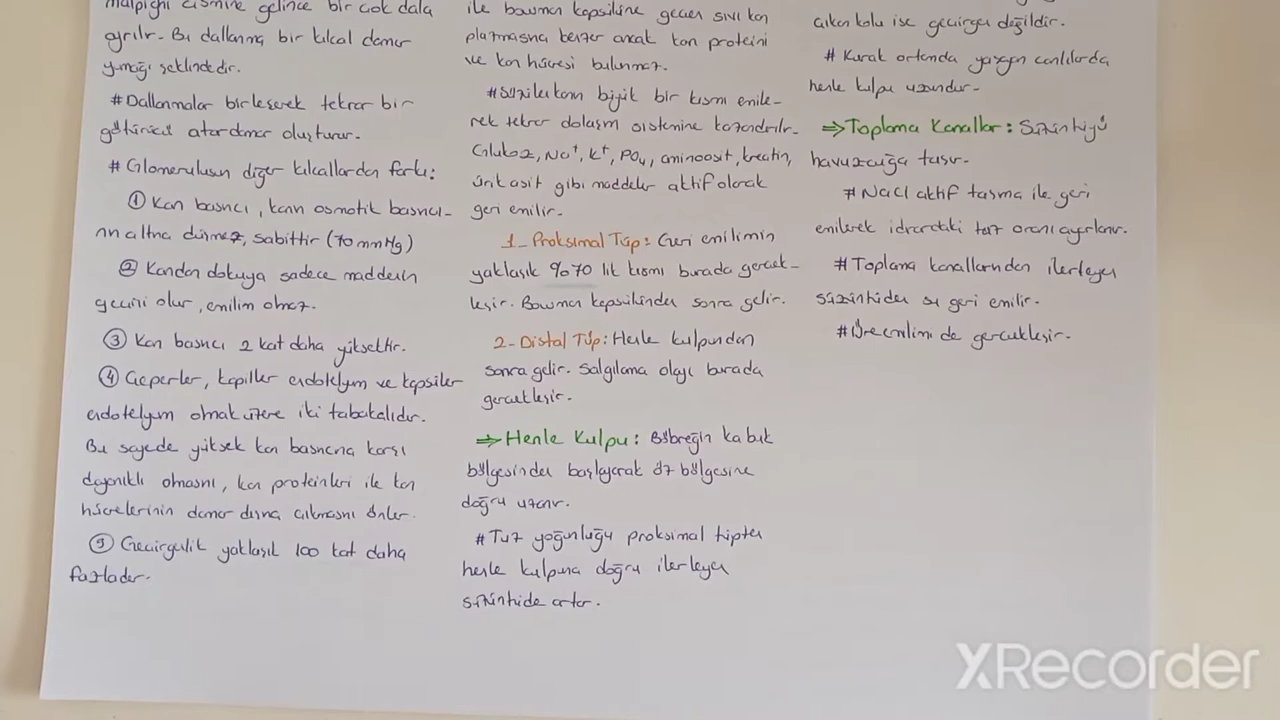 malpighi cismine gelince bir çok dala
ayrılır. Bu dallanma bir kılcal damar
yumağı şeklindedir.
# Dallanmalar birleşerek tekrar bir
götürücü atardamar oluşturur.
# Glomerulusun diğer kılcallardan farkı:
① Kan basıncı, kanın osmotik basıncı-
nın altına düşmez, sabittir (70 mmHg)
② Kandan dokuya sadece maddenin
geçişi olur, emilim olmaz.
③ Kan basıncı 2 kat daha yüksektir.
④ Çeperler, kapiller endotelyum ve kapsüler
endotelyum olmak üzere iki tabakalıdır.
Bu sayede yüksek kan basıncına karşı
dayanıklı olmasını, kan proteinleri ile kan
hücrelerinin damar dışına çıkmasını önler.
⑤ Geçirgenlik yaklaşık 100 kat daha
fazladır.
ile bowman kapsülüne geçen sıvı kan
plazmasına benzer ancak kan proteini
ve kan hücresi bulunmaz.
# Süzülenlerin büyük bir kısmı emile-
rek tekrar dolaşım sistemine kazandırılır.
Glukoz, Na⁺, K⁺, PO₄, aminoasit, kreatin,
ürik asit gibi maddeler aktif olarak
geri emilir.
1- Proksimal Tüp: Geri emilimin
yaklaşık %70 lik kısmı burada gerçek-
leşir. Bowman kapsülünden sonra gelir.
2- Distal Tüp: Henle kulpundan
sonra gelir. Salgılama olayı burada
gerçekleşir.
⇒ Henle Kulpu: Böbreğin kabuk
bölgesinden başlayarak öz bölgesine
doğru uzanır.
# Tuz yoğunluğu proksimal tüpten
henle kulpuna doğru ilerleyen
süzüntüde artar.
çıkan kolu ise geçirgen değildir.
# Kurak ortamda yaşayan canlılarda
henle kulpu uzundur.
⇒ Toplama Kanalları: Süzüntüyü
havuzcuğa taşır.
# NaCl aktif taşıma ile geri
emilerek idrardaki tuz oranı ayarlanır.
# Toplama kanallarından ilerleyen
süzüntüden su geri emilir.
# Üre emilimi de gerçekleşir.
XRecorder